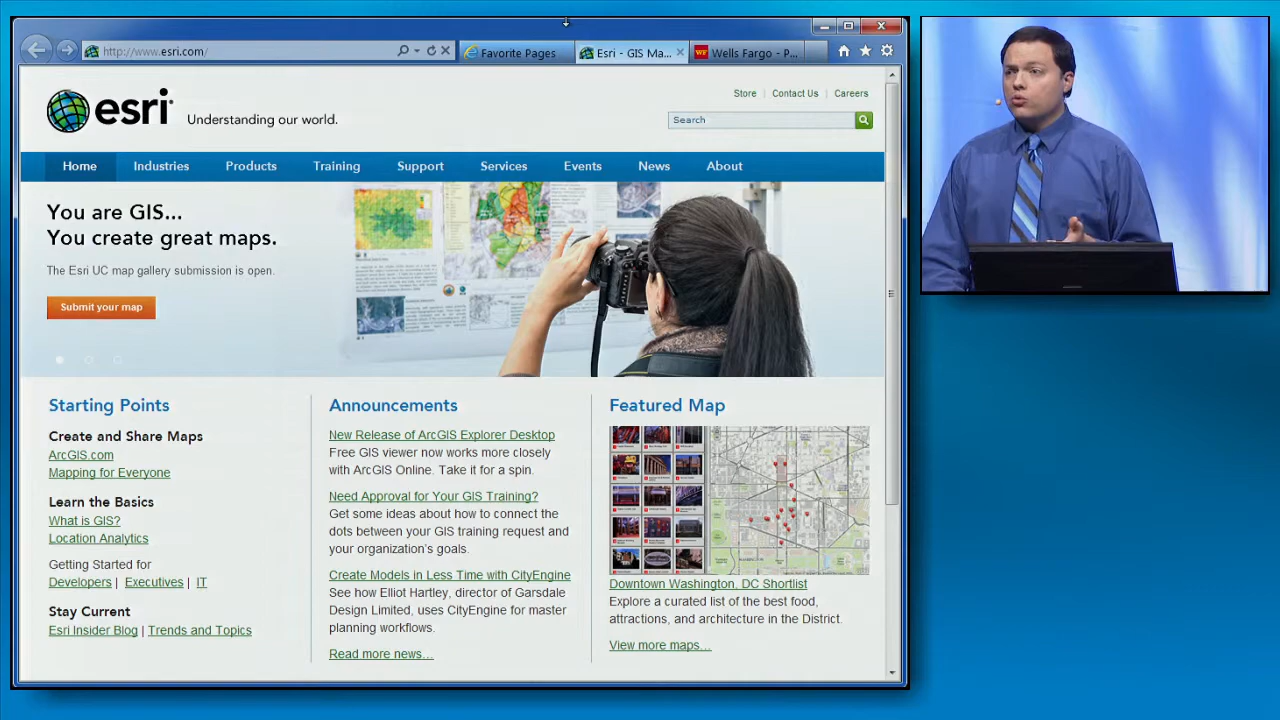 http://www.esri.com/
Favorite Pages
Esri - GIS Ma...
WF
Wells Fargo - P...
esri
Understanding our world.
Store | Contact Us | Careers
Search
Home
Industries
Products
Training
Support
Services
Events
News
About
You are GIS...
You create great maps.
The Esri UC map gallery submission is open.
Submit your map
Starting Points
Create and Share Maps
ArcGIS.com
Mapping for Everyone
Learn the Basics
What is GIS?
Location Analytics
Getting Started for
Developers | Executives | IT
Stay Current
Esri Insider Blog | Trends and Topics
Announcements
New Release of ArcGIS Explorer Desktop
Free GIS viewer now works more closely
with ArcGIS Online. Take it for a spin.
Need Approval for Your GIS Training?
Get some ideas about how to connect the
dots between your GIS training request and
your organization's goals.
Create Models in Less Time with CityEngine
See how Elliot Hartley, director of Garsdale
Design Limited, uses CityEngine for master
planning workflows.
Read more news...
Featured Map
Downtown Washington, DC Shortlist
Explore a curated list of the best food,
attractions, and architecture in the District.
View more maps...